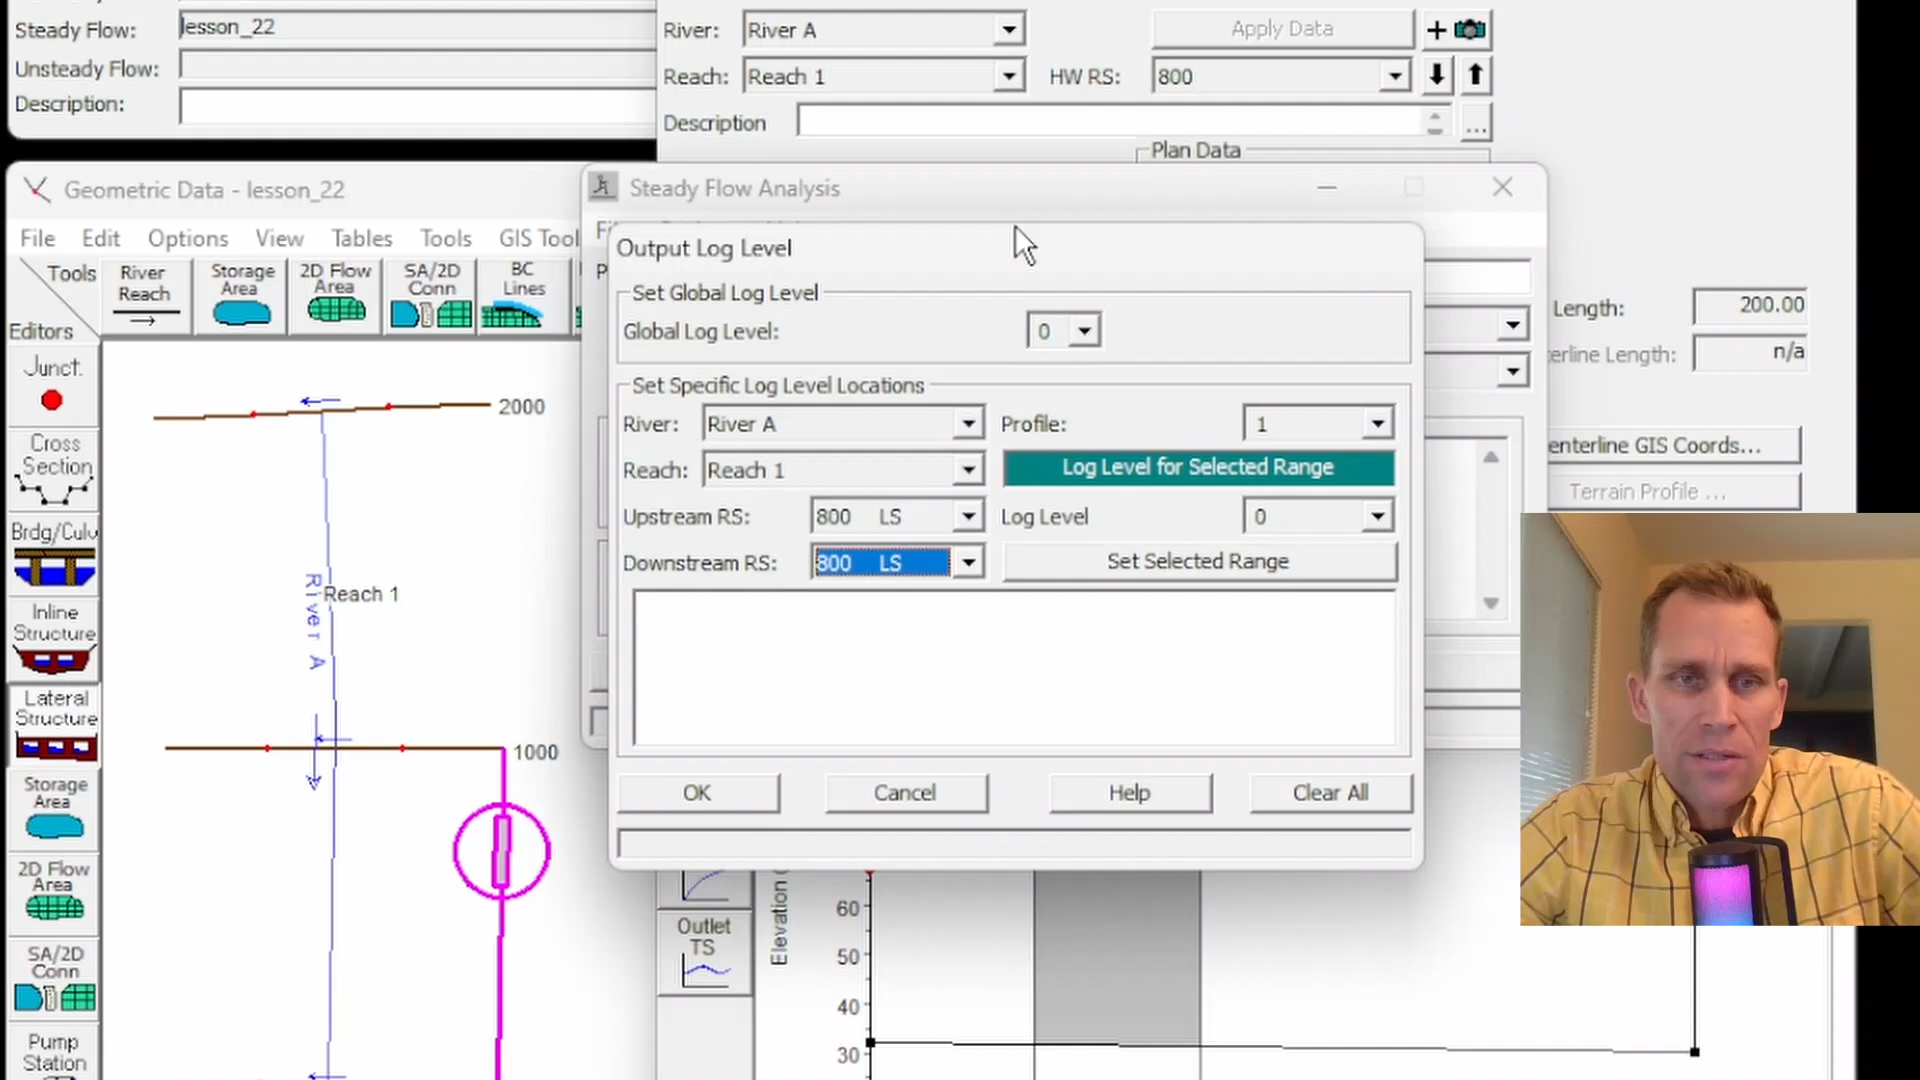 Steady Flow: lesson_22
Unsteady Flow:
Description:
River: River A
Apply Data
Reach: Reach 1
HW RS: 800
Description
...
Plan Data
Geometric Data - lesson_22
File Edit Options View Tables Tools GIS Tool
Tools
Editors
River
Reach
Storage
Area
2D Flow
Area
SA/2D
Conn
BC
Lines
Junct.
Cross
Section
Brdg/Culv
Inline
Structure
Lateral
Structure
Storage
Area
2D Flow
Area
SA/2D
Conn
Pump
Station
2000
Reach 1
River A
1000
Steady Flow Analysis
Output Log Level
Set Global Log Level
Global Log Level: 0
Set Specific Log Level Locations
River: River A
Profile: 1
Reach: Reach 1
Log Level for Selected Range
Upstream RS: 800 LS
Log Level 0
Downstream RS: 800 LS
Set Selected Range
OK Cancel Help Clear All
Length: 200.00
erline Length: n/a
enterline GIS Coords...
Terrain Profile ...
Outlet
TS
Elevation (
60
50
40
30